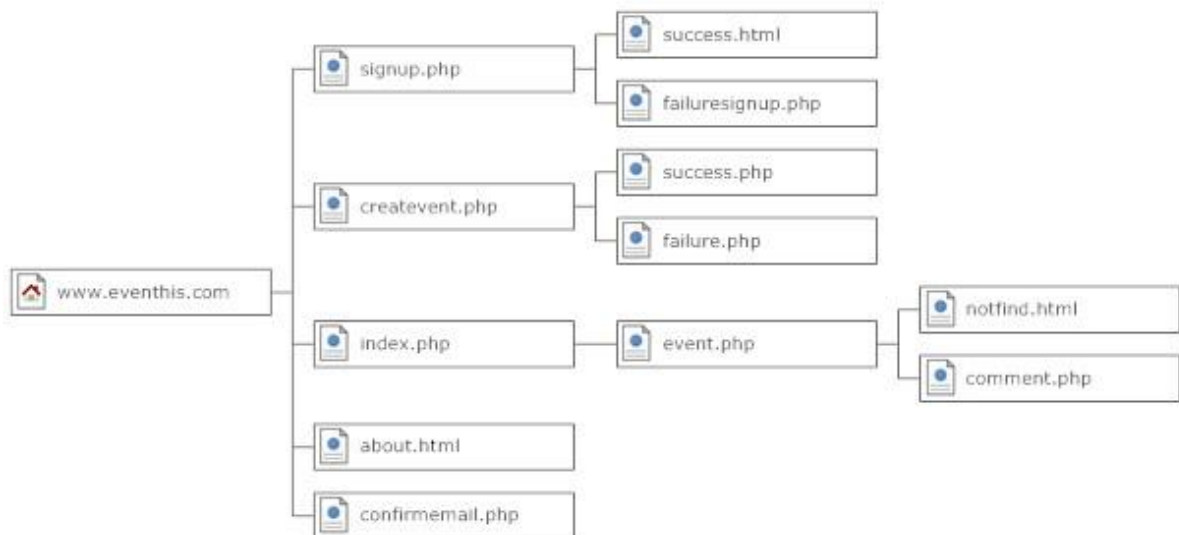 www.eventhis.com
signup.php
success.html
failuresignup.php
createvent.php
success.php
failure.php
index.php
event.php
notfind.html
comment.php
about.html
confirmemail.php